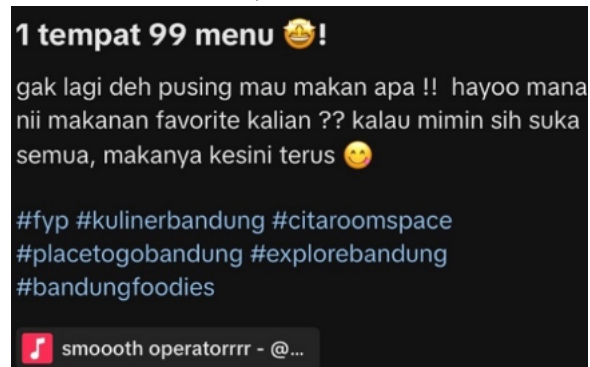 1 tempat 99 menu 🤩!
gak lagi deh pusing mau makan apa !! hayoo mana
nii makanan favorite kalian ?? kalau mimin sih suka
semua, makanya kesini terus 😋
#fyp #kulinerbandung #citaroomspace
#placetogobandung #explorebandung
#bandungfoodies
smoooth operatorrrr - @...